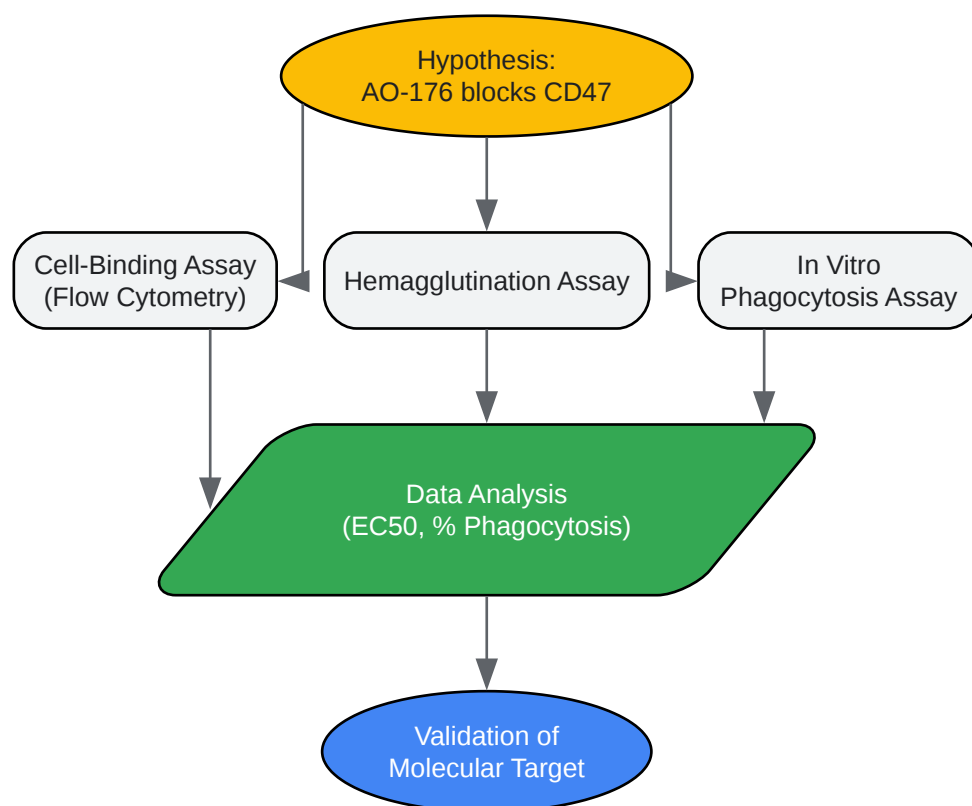 Hypothesis:
AO-176 blocks CD47
Cell-Binding Assay
(Flow Cytometry)
Hemagglutination Assay
In Vitro
Phagocytosis Assay
Data Analysis
(EC50, % Phagocytosis)
Validation of
Molecular Target